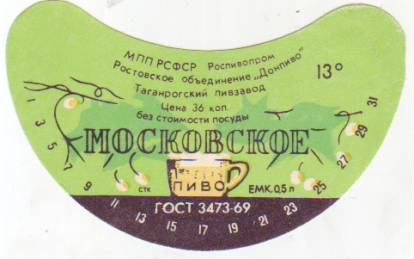 МПП РСФСР Роспивопром
Ростовское объединение „Донпиво"
Таганрогский пивзавод
Цена 36 коп.
без стоимости посуды
13°
МОСКОВСКОЕ
стк
ПИВО
ЕМК. 0,5 л
ГОСТ 3473-69
1 3 5 7 9 11 13 15 17 19 21 23 25 27 29 31